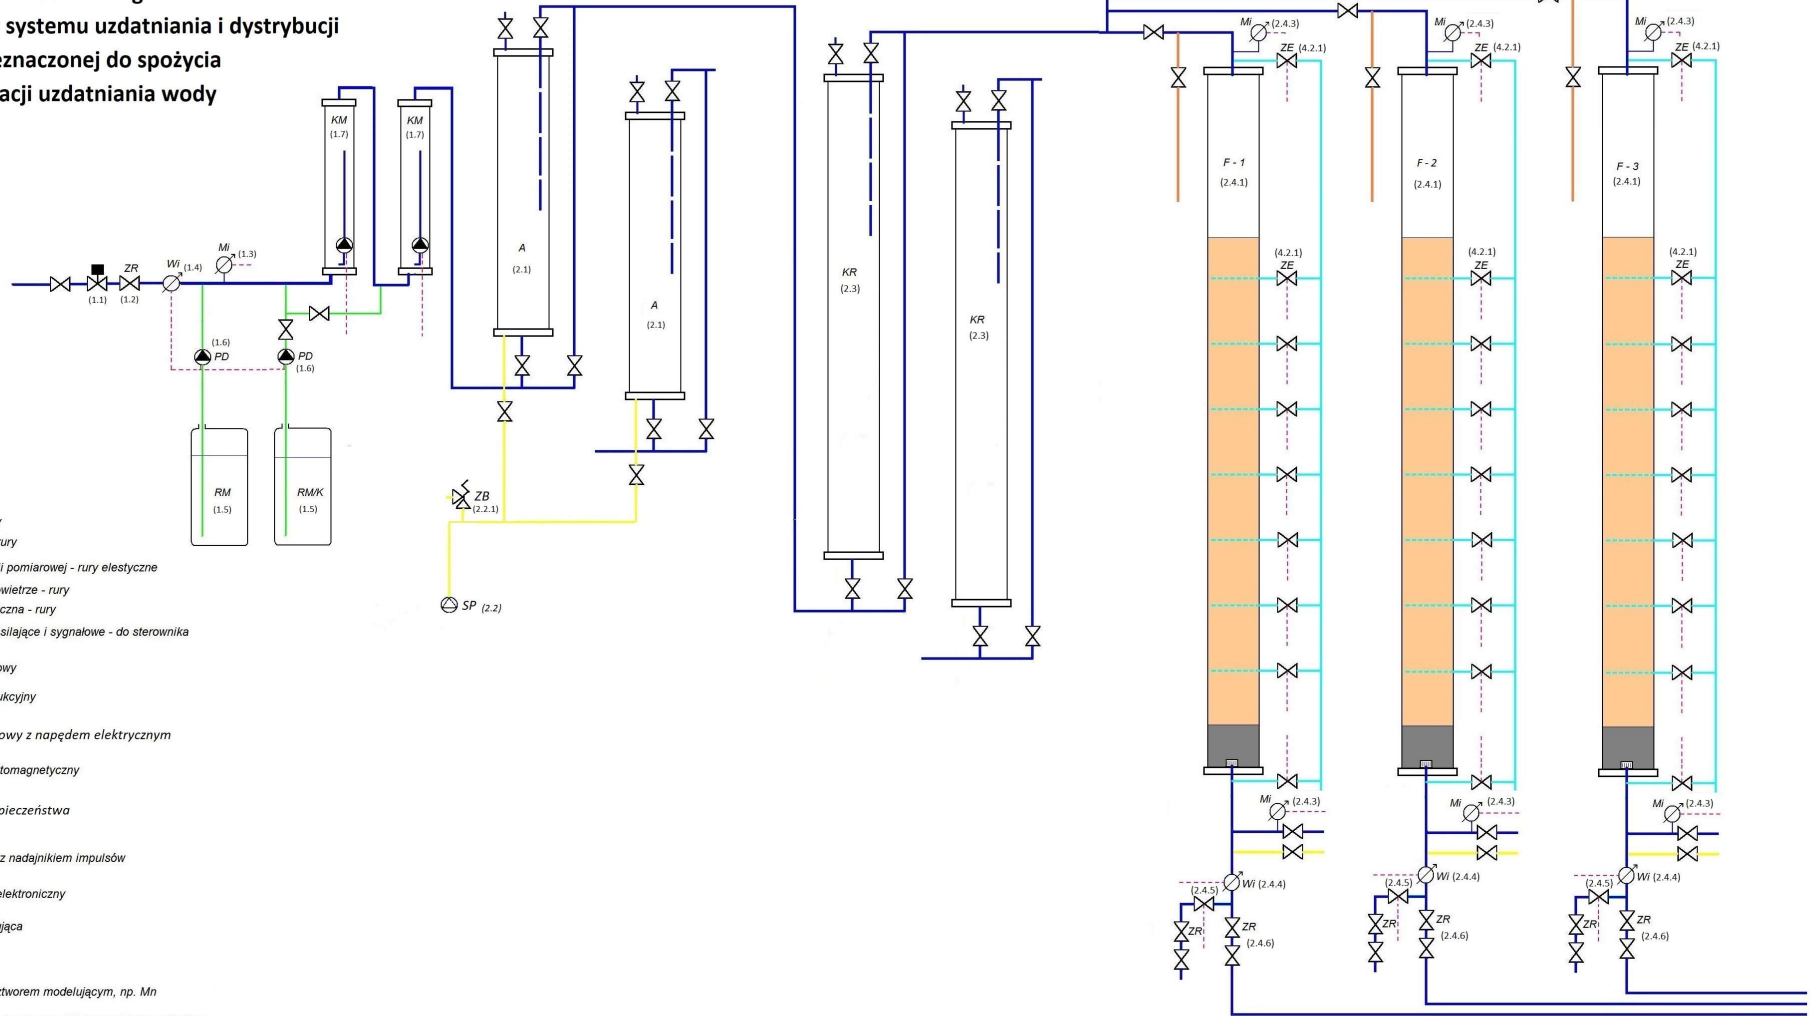 systemu uzdatniania i dystrybucji
znaczonej do spożycia
acji uzdatniania wody
KM
(1.7)
KM
(1.7)
Mi
(1.3)
ZR
(1.2)
Wi (1.4)
(1.1)
(1.6)
PD
PD
(1.6)
RM
(1.5)
RM/K
(1.5)
A
(2.1)
A
(2.1)
ZB
(2.2.1)
SP (2.2)
KR
(2.3)
KR
(2.3)
Mi (2.4.3)
ZE (4.2.1)
F - 1
(2.4.1)
(4.2.1)
ZE
Mi (2.4.3)
Wi (2.4.4)
(2.4.5)
ZR
ZR
(2.4.6)
Mi (2.4.3)
ZE (4.2.1)
F - 2
(2.4.1)
(4.2.1)
ZE
Mi (2.4.3)
Wi (2.4.4)
(2.4.5)
ZR
ZR
(2.4.6)
Mi (2.4.3)
ZE (4.2.1)
F - 3
(2.4.1)
(4.2.1)
ZE
Mi (2.4.3)
Wi (2.4.4)
(2.4.5)
ZR
ZR
(2.4.6)
rury
i pomiarowej - rury elestyczne
wietrze - rury
czna - rury
silające i sygnałowe - do sterownika
owy
ukcyjny
owy z napędem elektrycznym
tomagnetyczny
pieczeństwa
z nadajnikiem impulsów
elektroniczny
ująca
ztworem modelującym, np. Mn